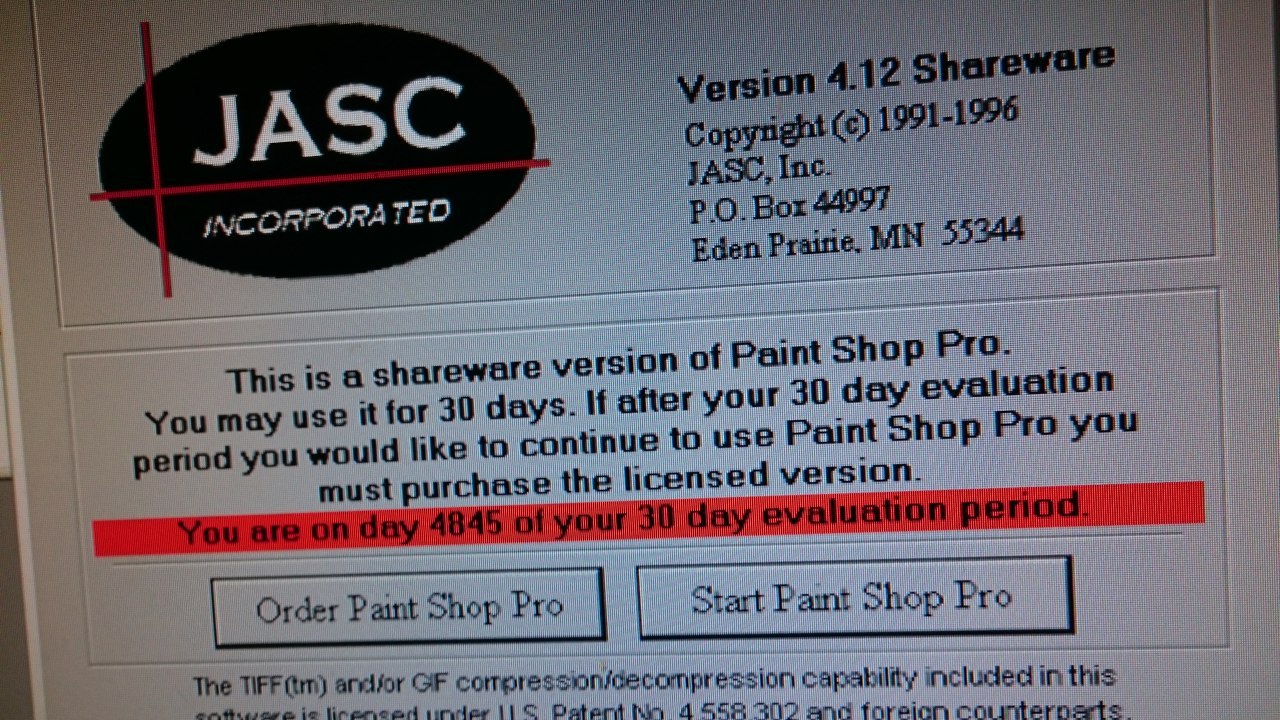 JASC
INCORPORATED
Version 4.12 Shareware
Copyright (c) 1991-1996
JASC, Inc.
P.O. Box 44997
Eden Prairie, MN 55344
This is a shareware version of Paint Shop Pro.
You may use it for 30 days. If after your 30 day evaluation
period you would like to continue to use Paint Shop Pro you
must purchase the licensed version.
You are on day 4845 of your 30 day evaluation period.
Order Paint Shop Pro
Start Paint Shop Pro
The TIFF(tm) and/or GIF compression/decompression capability included in this
software is licensed under U.S. Patent No. 4,558,302 and foreign counterparts.